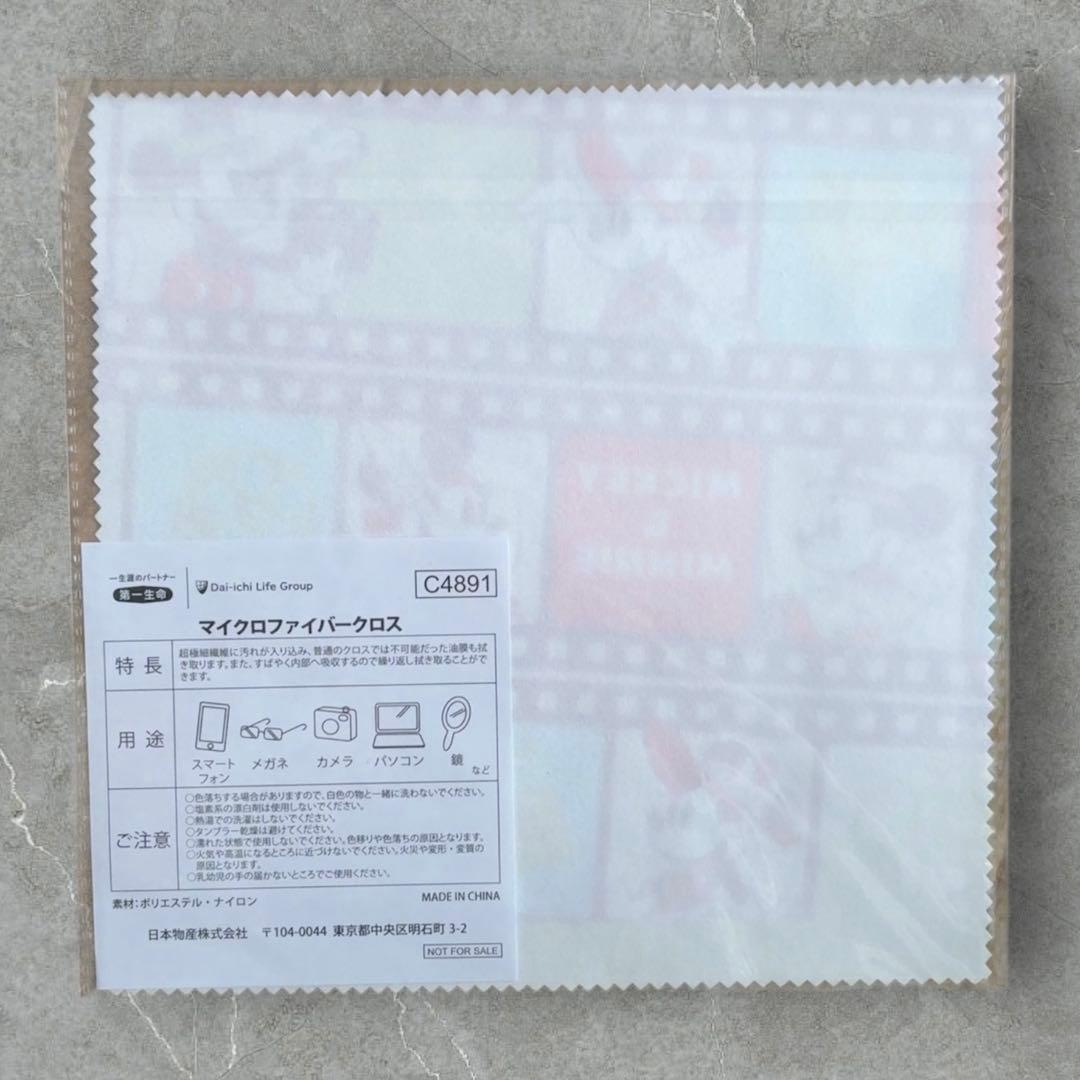 MICKEY
&
MINNIE
一生涯のパートナー
第一生命
Dai-ichi Life Group
C4891
マイクロファイバークロス
特長
超極細繊維に汚れが入り込み、普通のクロスでは不可能だった油膜も拭
き取ります。また、すばやく内部へ吸収するので繰り返し拭き取ることがで
きます。
用途
スマート
フォン
メガネ
カメラ
パソコン
鏡
など
ご注意
○色落ちする場合がありますので、白色の物と一緒に洗わないでください。
○塩素系の漂白剤は使用しないでください。
○熱湯での洗濯はしないでください。
○タンブラー乾燥は避けてください。
○濡れた状態で使用しないでください。色移りや色落ちの原因となります。
○火気や高温になるところに近づけないでください。火災や変形・変質の
原因となります。
○乳幼児の手の届かないところでご使用ください。
素材:ポリエステル・ナイロン
MADE IN CHINA
日本物産株式会社 〒104-0044 東京都中央区明石町 3-2
NOT FOR SALE